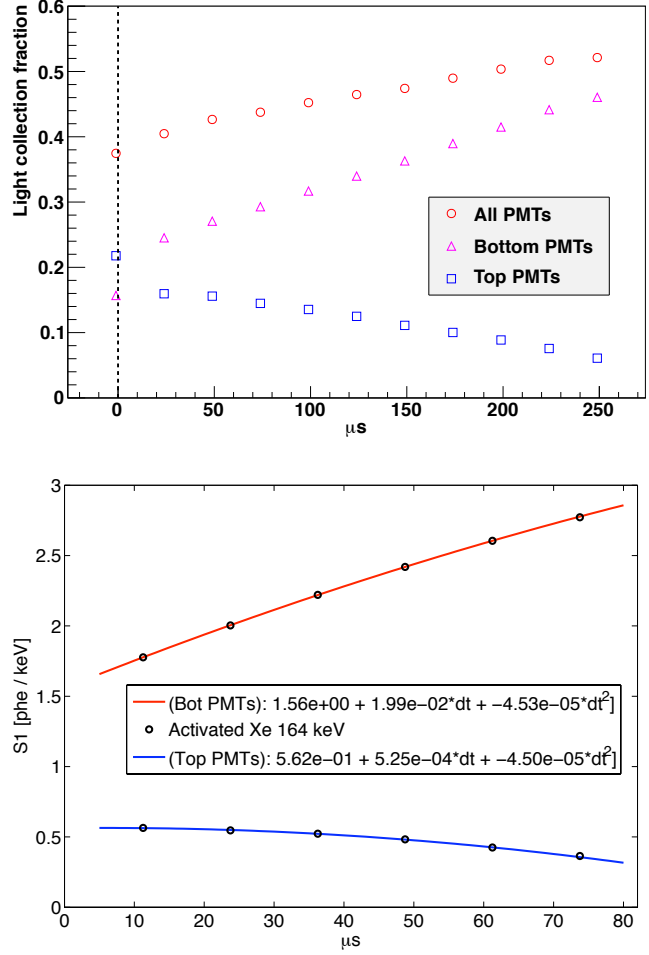 0.6
0.5
0.4
0.3
0.2
0.1
0
Light collection fraction
All PMTs
Bottom PMTs
Top PMTs
0 50 100 150 200 250
μs
3
2.5
2
1.5
1
0.5
0
S1 [phe / keV]
(Bot PMTs): 1.56e+00 + 1.99e−02*dt + −4.53e−05*dt²]
Activated Xe 164 keV
(Top PMTs): 5.62e−01 + 5.25e−04*dt + −4.50e−05*dt²]
0 10 20 30 40 50 60 70 80
μs